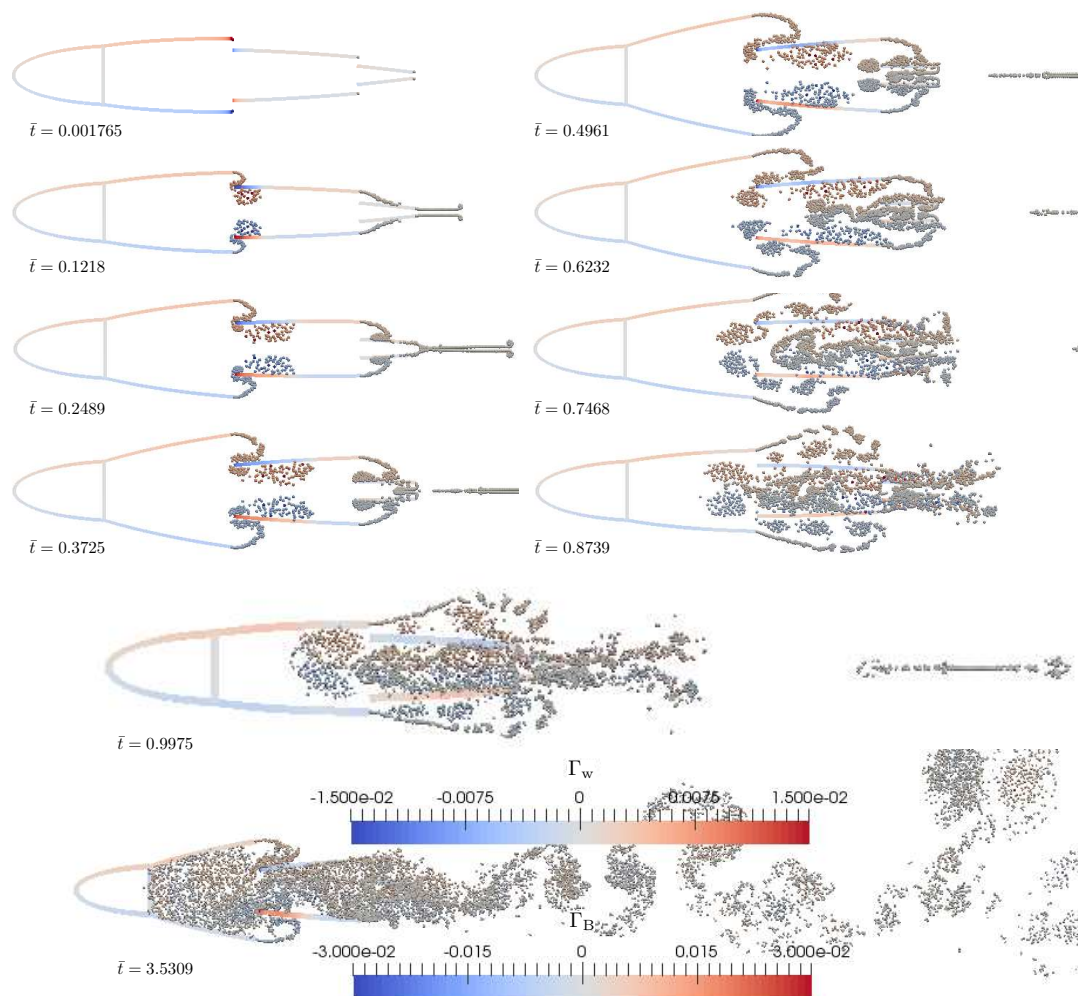 t̄ = 0.001765
t̄ = 0.4961
t̄ = 0.1218
t̄ = 0.6232
t̄ = 0.2489
t̄ = 0.7468
t̄ = 0.3725
t̄ = 0.8739
t̄ = 0.9975
Γw
-1.500e-02 -0.0075 0 0.0075 1.500e-02
ΓB
-3.000e-02 -0.015 0 0.015 3.000e-02
t̄ = 3.5309